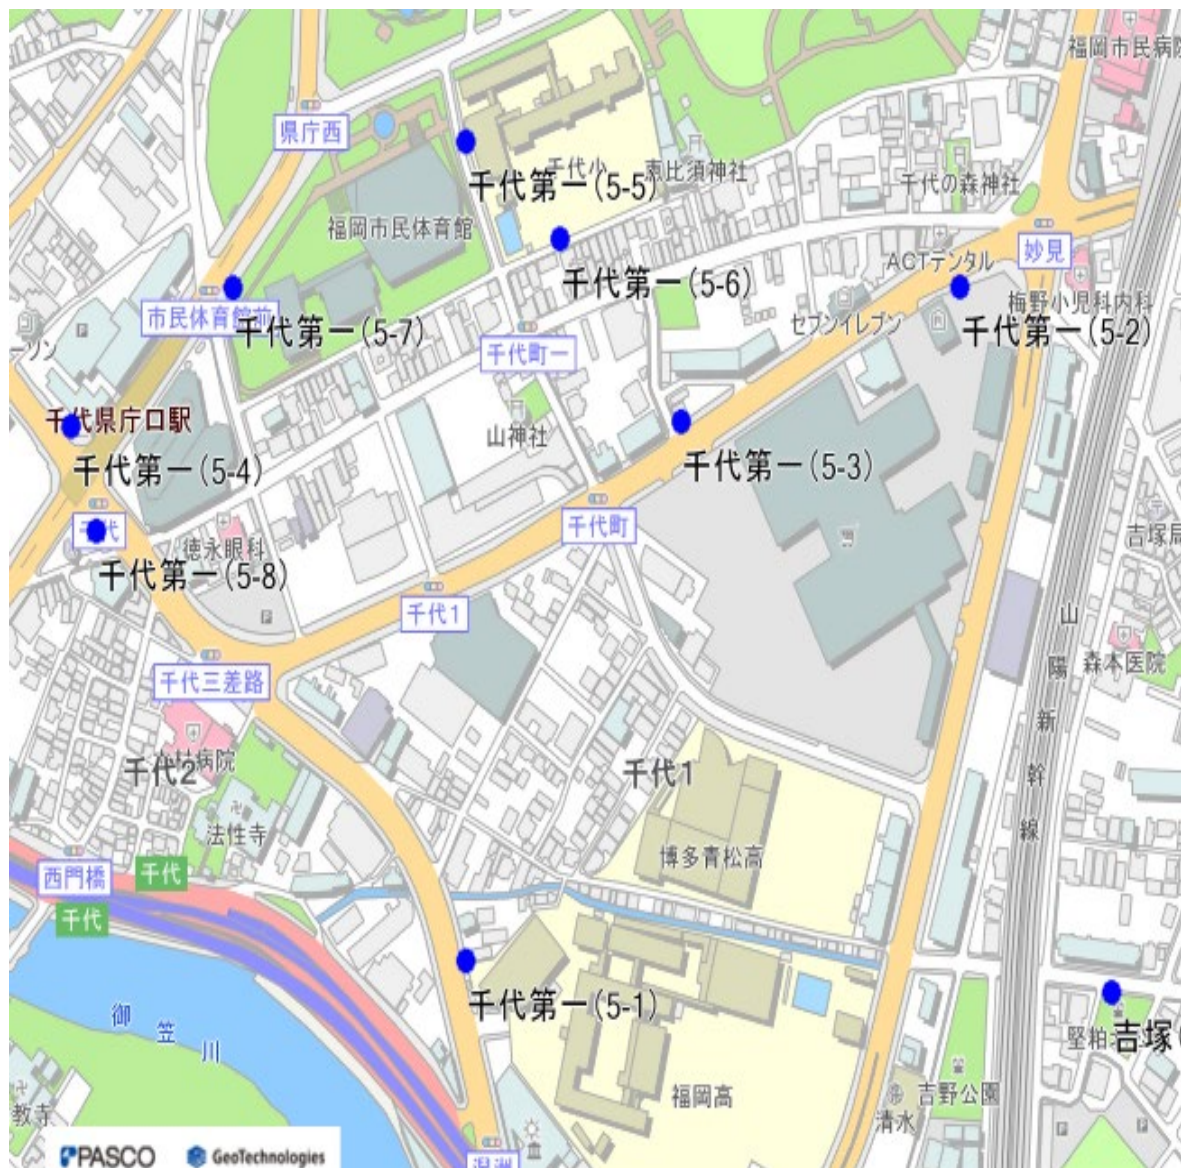 福岡市民病院
県庁西
千代小
恵比須神社
千代第一(5-5)
千代の森神社
福岡市民体育館
妙見
ACTデンタル
千代第一(5-6)
梅野小児科内科
市民体育館前
千代第一(5-7)
セブンイレブン
千代第一(5-2)
千代町一
千代県庁口駅
山神社
千代第一(5-4)
千代第一(5-3)
千代
千代町
徳永眼科
吉塚局
千代第一(5-8)
千代1
山陽新幹線
森本医院
千代三差路
千代2
千代1
法性寺
博多青松高
西門橋
千代
千代
千代第一(5-1)
御笠川
吉塚(
福岡高
吉野公園
清水
教寺
PASCO
GeoTechnologies